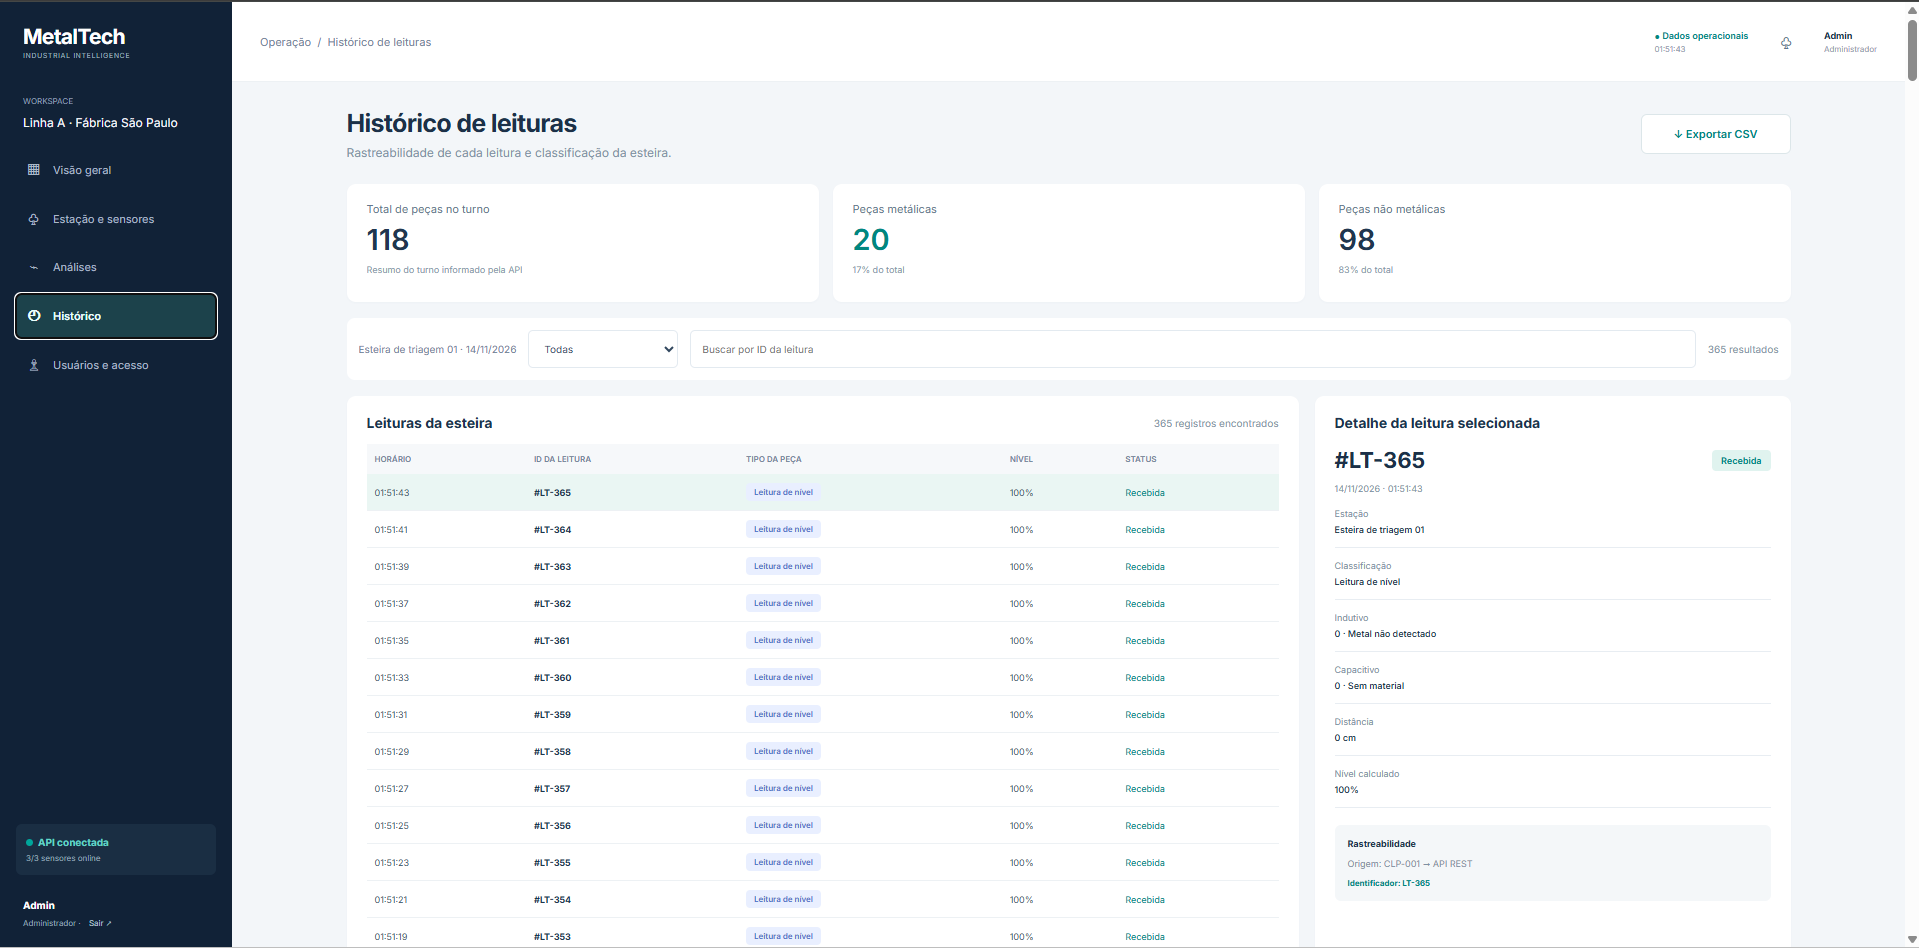 MetalTech
INDUSTRIAL INTELLIGENCE
WORKSPACE
Linha A · Fábrica São Paulo
Visão geral
Estação e sensores
Análises
Histórico
Usuários e acesso
API conectada
3/3 sensores online
Admin
Administrador · Sair ↗
Operação / Histórico de leituras
● Dados operacionais
01:51:43
Admin
Administrador
Histórico de leituras
Rastreabilidade de cada leitura e classificação da esteira.
↓ Exportar CSV
Total de peças no turno
118
Resumo do turno informado pela API
Peças metálicas
20
17% do total
Peças não metálicas
98
83% do total
Esteira de triagem 01 · 14/11/2026 Todas Buscar por ID da leitura 365 resultados
Leituras da esteira 365 registros encontrados
HORÁRIO ID DA LEITURA TIPO DA PEÇA NÍVEL STATUS
01:51:43 #LT-365 Leitura de nível 100% Recebida
01:51:41 #LT-364 Leitura de nível 100% Recebida
01:51:39 #LT-363 Leitura de nível 100% Recebida
01:51:37 #LT-362 Leitura de nível 100% Recebida
01:51:35 #LT-361 Leitura de nível 100% Recebida
01:51:33 #LT-360 Leitura de nível 100% Recebida
01:51:31 #LT-359 Leitura de nível 100% Recebida
01:51:29 #LT-358 Leitura de nível 100% Recebida
01:51:27 #LT-357 Leitura de nível 100% Recebida
01:51:25 #LT-356 Leitura de nível 100% Recebida
01:51:23 #LT-355 Leitura de nível 100% Recebida
01:51:21 #LT-354 Leitura de nível 100% Recebida
01:51:19 #LT-353 Leitura de nível 100% Recebida
Detalhe da leitura selecionada
#LT-365 Recebida
14/11/2026 · 01:51:43
Estação
Esteira de triagem 01
Classificação
Leitura de nível
Indutivo
0 · Metal não detectado
Capacitivo
0 · Sem material
Distância
0 cm
Nível calculado
100%
Rastreabilidade
Origem: CLP-001 → API REST
Identificador: LT-365